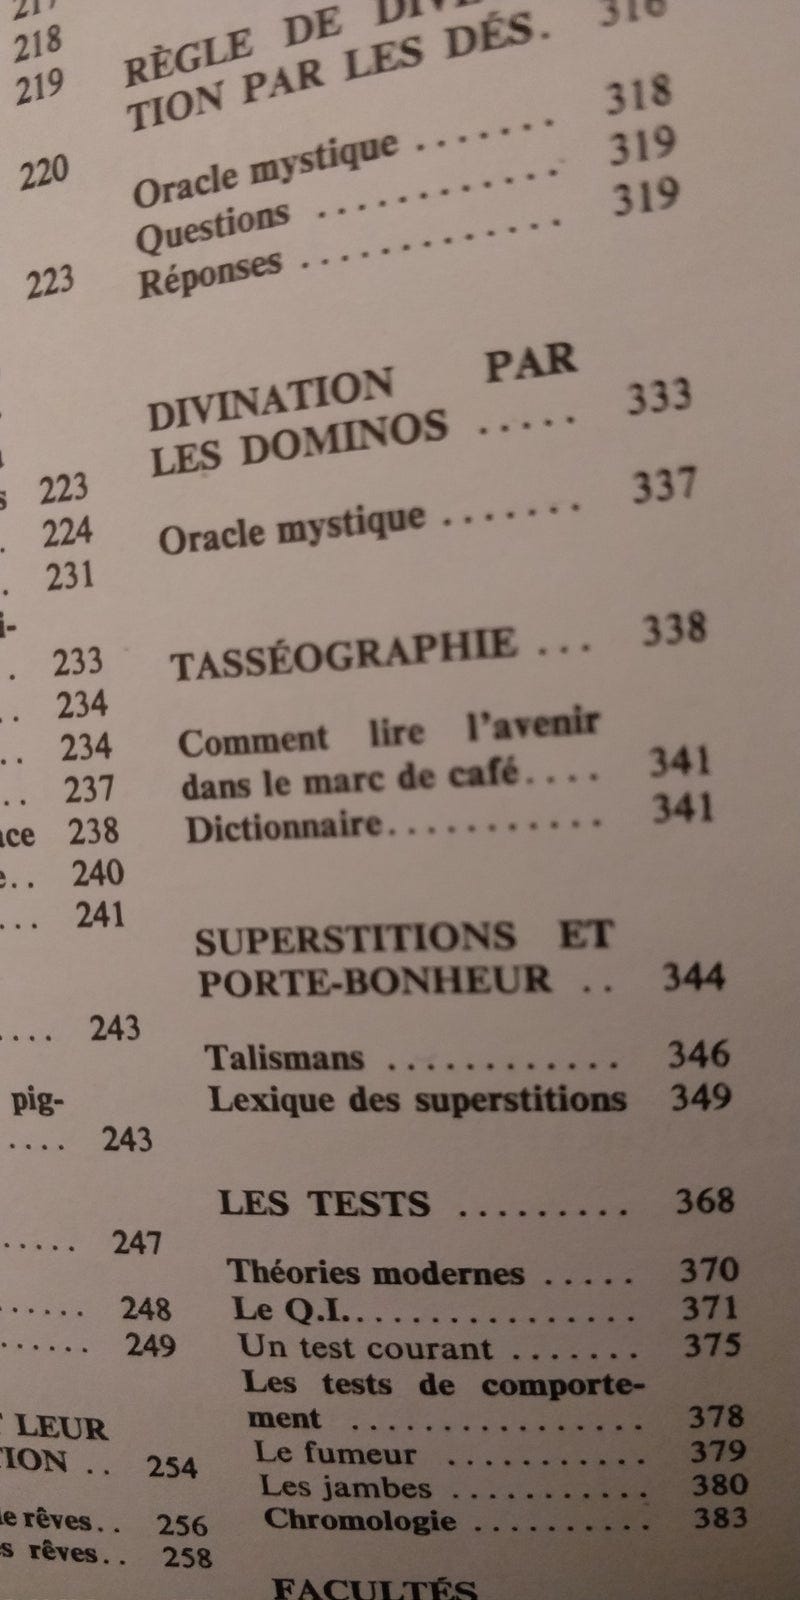 217
218
219
220
223
s 223
. 224
. 231
i-
. 233
.. 234
.. 234
.. 237
238
e.. 240
... 241
.... 243
pig-
.... 243
..... 247
...... 248
...... 249
LEUR
.. 254
rêves.. 256
rêves.. 258
RÈGLE DE
TION PAR LES DÉS. 316
Oracle mystique ....... 318
Questions ............ 319
Réponses ............. 319
DIVINATION PAR
LES DOMINOS ..... 333
Oracle mystique ....... 337
TASSÉOGRAPHIE ... 338
Comment lire l'avenir
dans le marc de café.... 341
Dictionnaire............ 341
SUPERSTITIONS ET
PORTE-BONHEUR .. 344
Talismans ............ 346
Lexique des superstitions 349
LES TESTS ......... 368
Théories modernes ..... 370
Le Q.I................. 371
Un test courant ....... 375
Les tests de comporte-
ment ................. 378
Le fumeur ............ 379
Les jambes ............ 380
Chromologie ........... 383
FACULTÉS